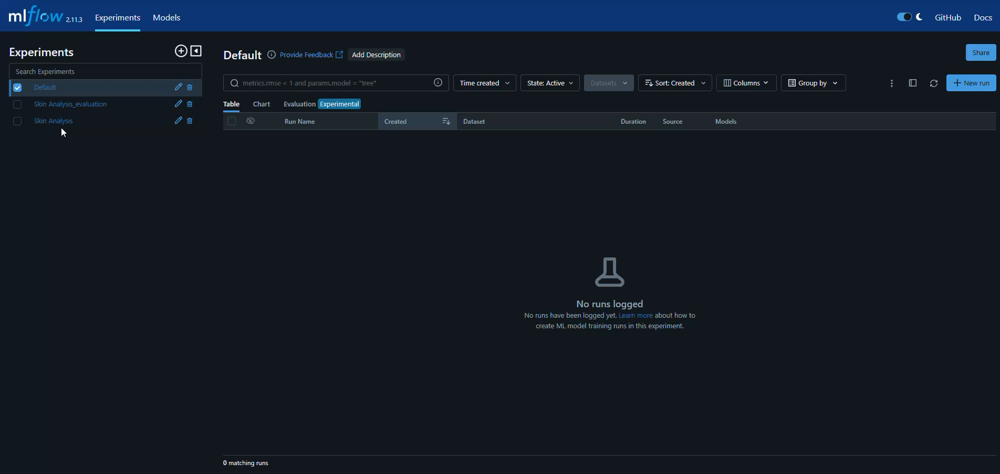 mlflow 2.11.3 Experiments Models GitHub Docs
Experiments
Search Experiments
Default
Skin Analysis_evaluation
Skin Analysis
Default Provide Feedback Add Description Share
metrics.rmse < 1 and params.model = "tree" Time created State: Active Datasets Sort: Created Columns Group by New run
Table Chart Evaluation Experimental
Run Name Created Dataset Duration Source Models
No runs logged
No runs have been logged yet. Learn more about how to
create ML model training runs in this experiment.
0 matching runs